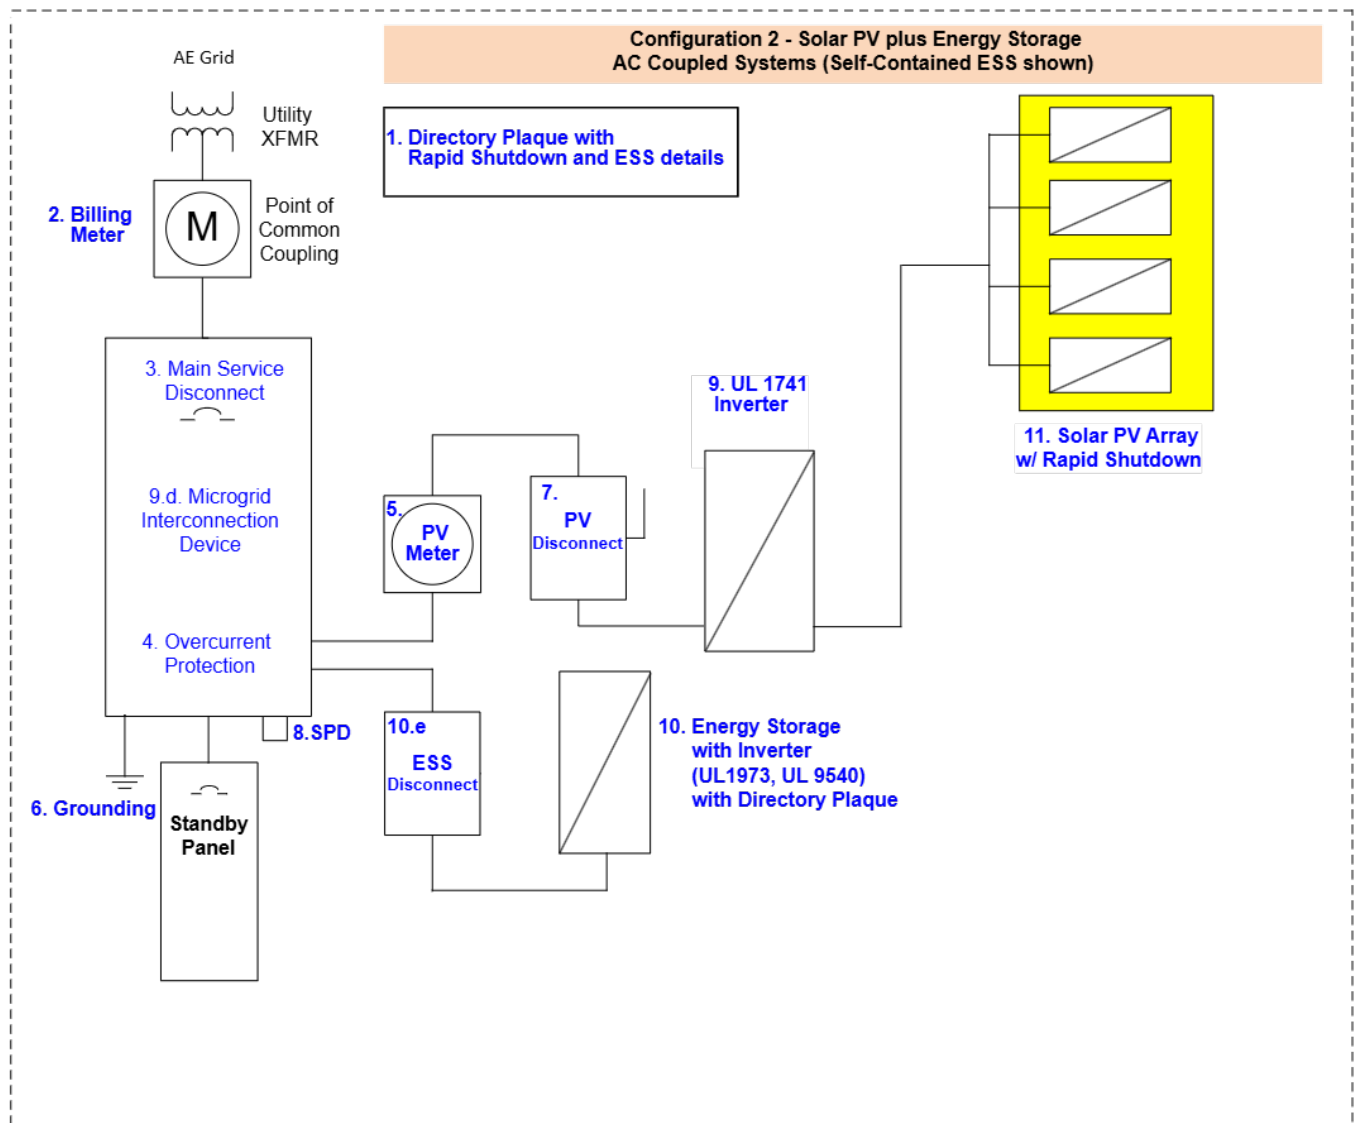 Configuration 2 - Solar PV plus Energy Storage
AC Coupled Systems (Self-Contained ESS shown)
AE Grid
Utility
XFMR
1. Directory Plaque with
Rapid Shutdown and ESS details
2. Billing
Meter
M
Point of
Common
Coupling
3. Main Service
Disconnect
9.d. Microgrid
Interconnection
Device
4. Overcurrent
Protection
5.
PV
Meter
7.
PV
Disconnect
9. UL 1741
Inverter
11. Solar PV Array
w/ Rapid Shutdown
8.SPD
6. Grounding
Standby
Panel
10.e
ESS
Disconnect
10. Energy Storage
with Inverter
(UL1973, UL 9540)
with Directory Plaque